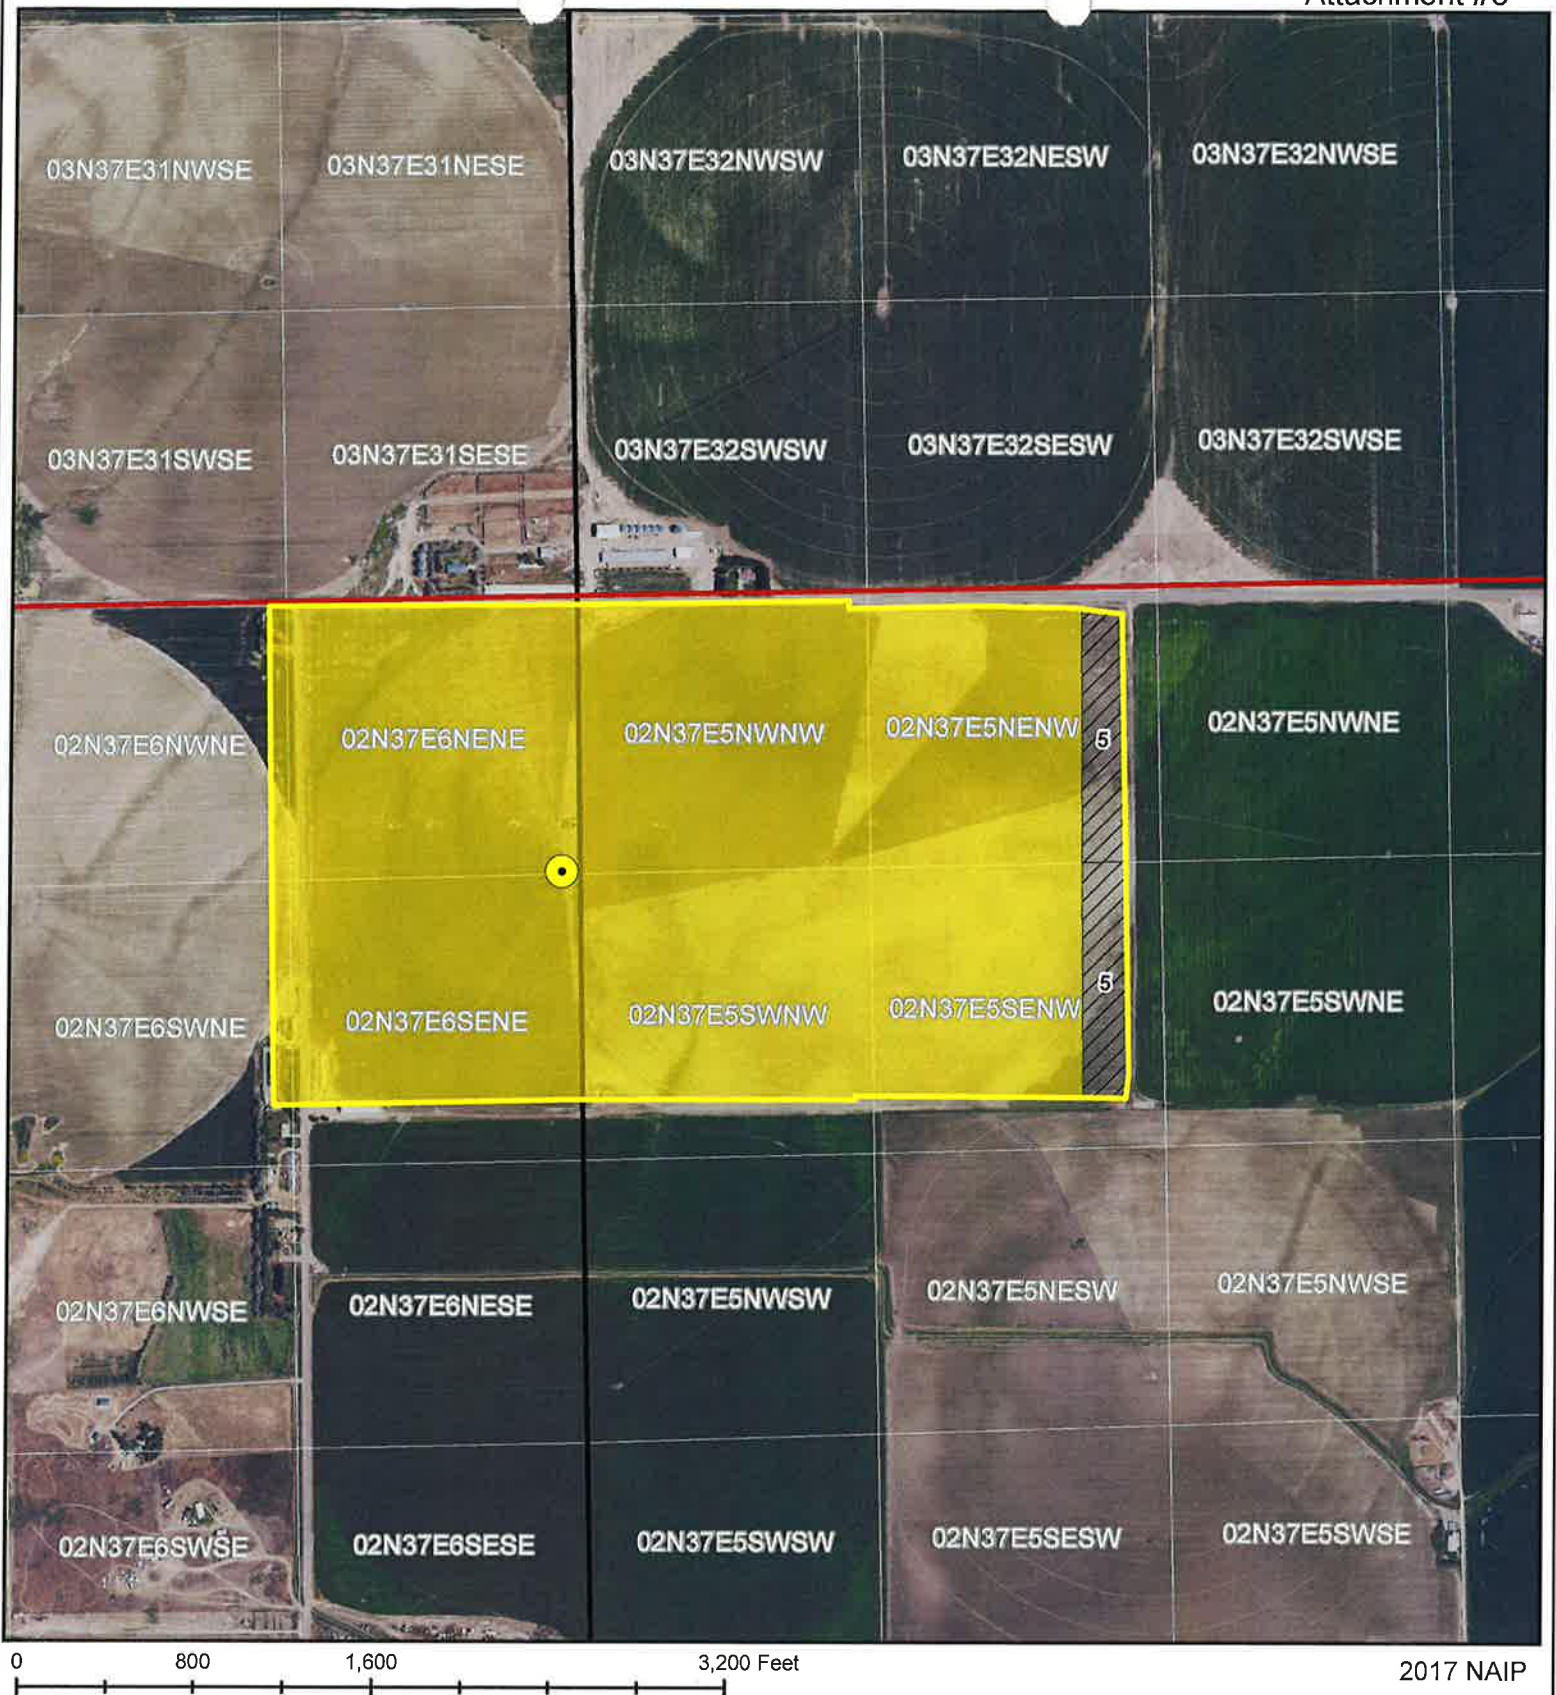 03N37E31NWSE 03N37E31NESE 03N37E32NWSW 03N37E32NESW 03N37E32NWSE
03N37E31SWSE 03N37E31SESE 03N37E32SWSW 03N37E32SESW 03N37E32SWSE
02N37E6NWNE 02N37E6NENE 02N37E5NWNW 02N37E5NENW 5 02N37E5NWNE
02N37E6SWNE 02N37E6SENE 02N37E5SWNW 02N37E5SENW 5 02N37E5SWNE
02N37E6NWSE 02N37E6NESE 02N37E5NWSW 02N37E5NESW 02N37E5NWSE
02N37E6SWSE 02N37E6SESE 02N37E5SWSW 02N37E5SESW 02N37E5SWSE
0 800 1,600 3,200 Feet
2017 NAIP